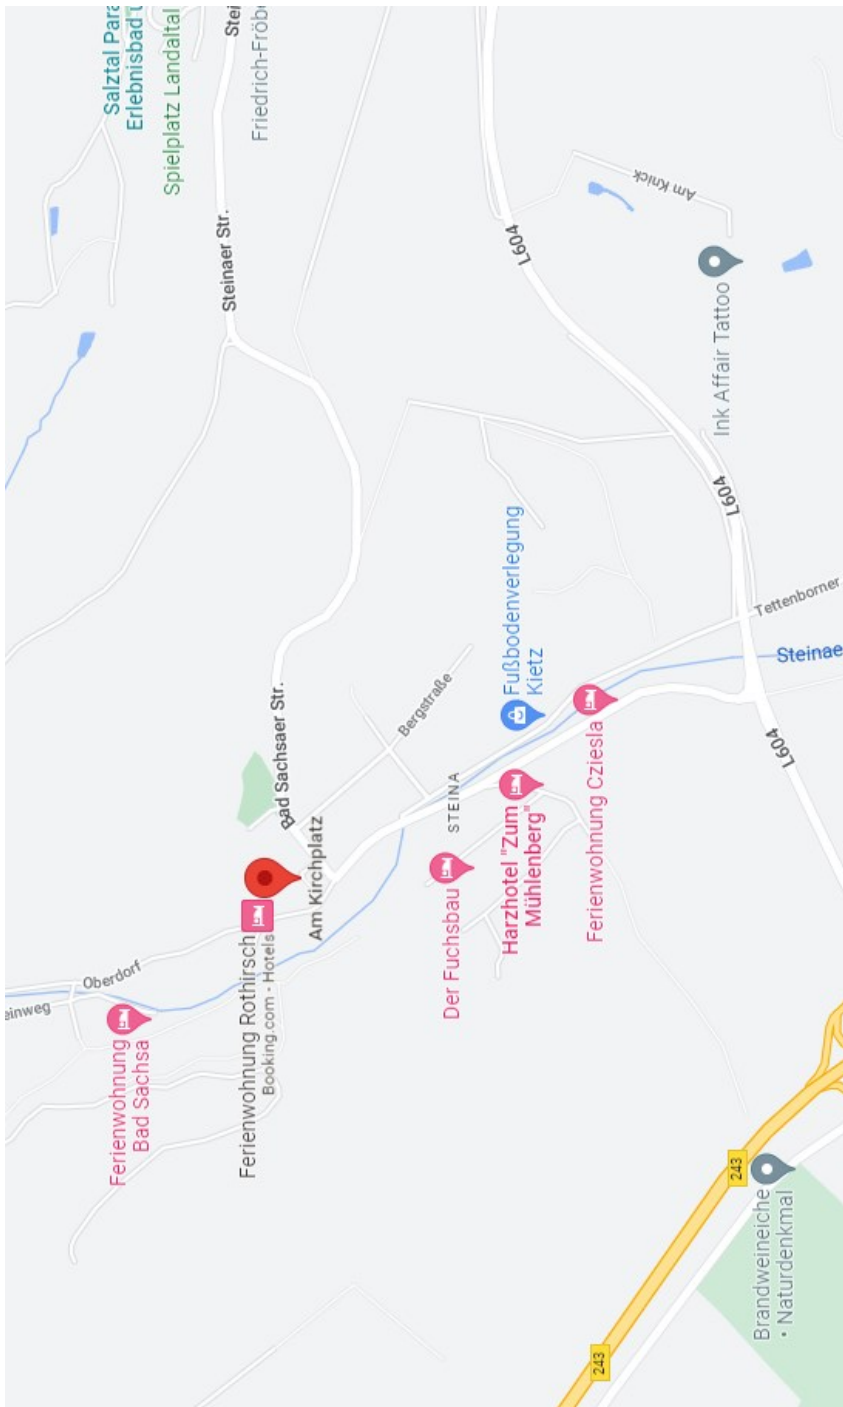 einweg
Oberdorf
Salztal Para
Erlebnisbad u
Spielplatz Landaltal
Ferienwohnung
Bad Sachsa
Stei
Steinaer Str.
Friedrich-Fröbe
Ferienwohnung Rothirsch
Booking.com - Hotels
Bad Sachsaer Str.
Am Kirchplatz
Bergstraße
Der Fuchsbau
STEINA
Harzhotel "Zum
Mühlenberg"
Fußbodenverlegung
Kietz
L604
Ferienwohnung Cziesla
243
Am Knick
Ink Affair Tattoo
L604
243
Brandweineiche
• Naturdenkmal
L604
Tettenborner
Steinae